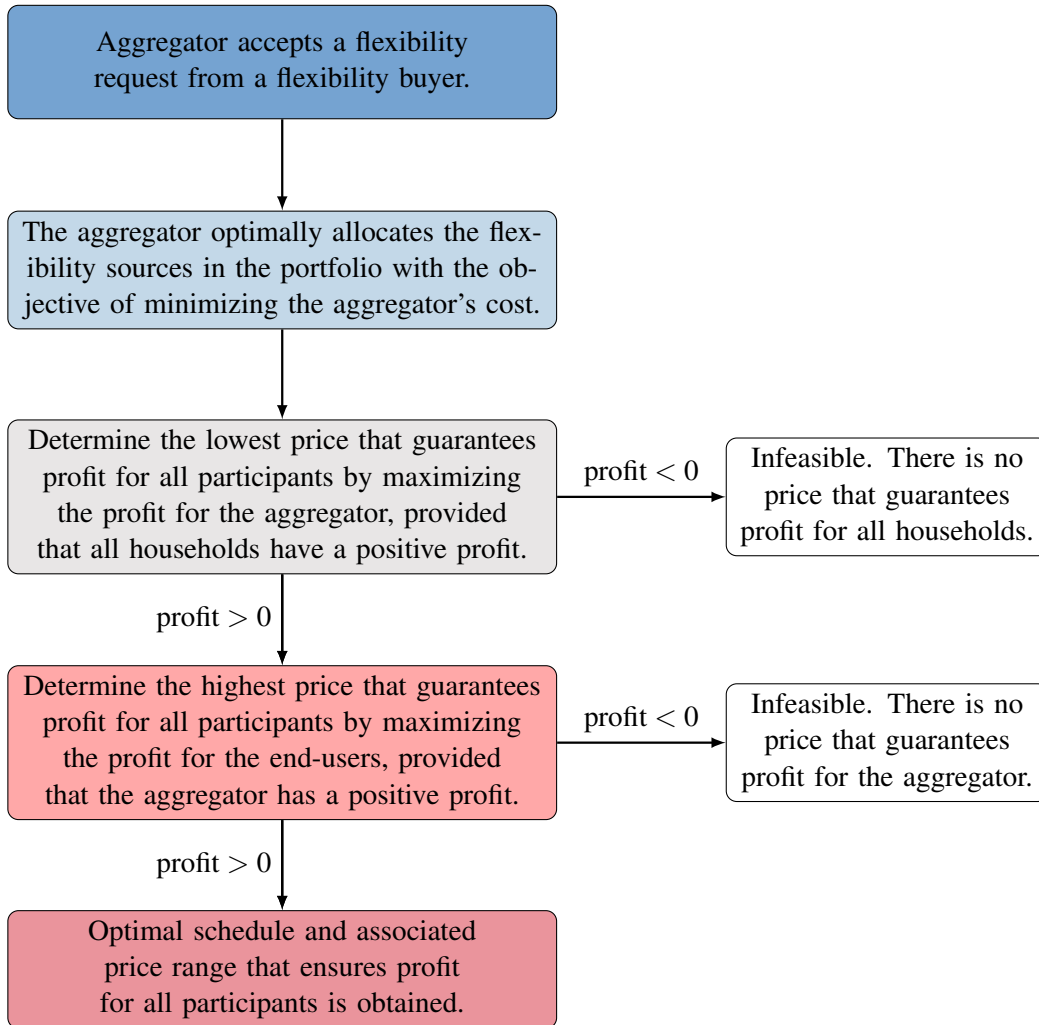 Aggregator accepts a flexibility
request from a flexibility buyer.
The aggregator optimally allocates the flex-
ibility sources in the portfolio with the ob-
jective of minimizing the aggregator's cost.
Determine the lowest price that guarantees
profit for all participants by maximizing
the profit for the aggregator, provided
that all households have a positive profit.
profit < 0
Infeasible. There is no
price that guarantees
profit for all households.
profit > 0
Determine the highest price that guarantees
profit for all participants by maximizing
the profit for the end-users, provided
that the aggregator has a positive profit.
profit < 0
Infeasible. There is no
price that guarantees
profit for the aggregator.
profit > 0
Optimal schedule and associated
price range that ensures profit
for all participants is obtained.